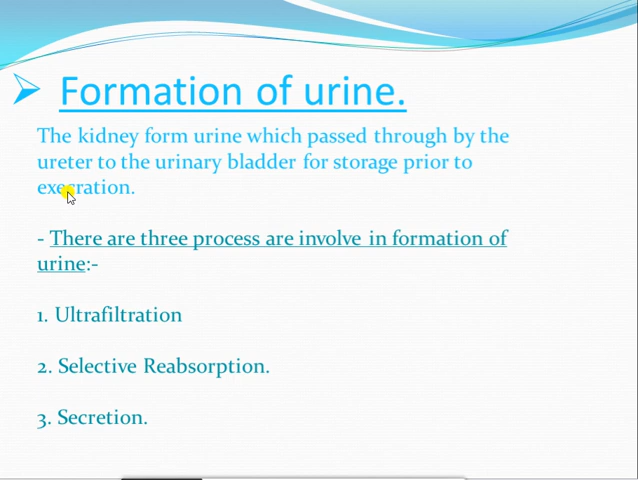 Formation of urine.
The kidney form urine which passed through by the
ureter to the urinary bladder for storage prior to
execration.
- There are three process are involve in formation of
urine:-
1. Ultrafiltration
2. Selective Reabsorption.
3. Secretion.